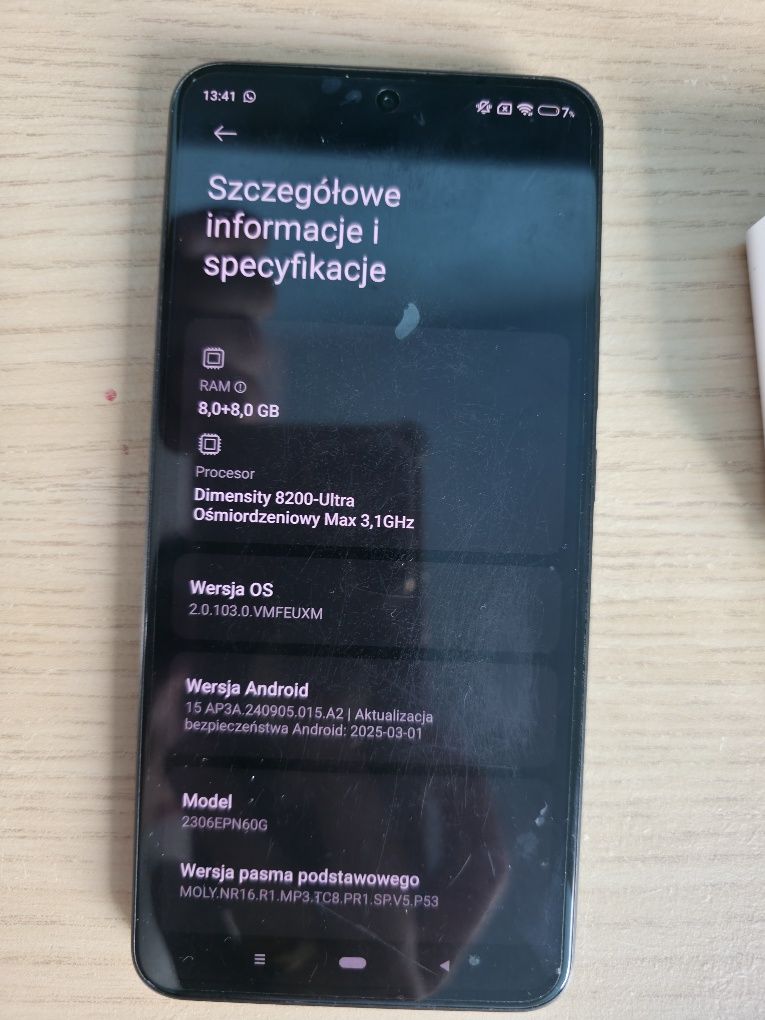 13:41
7%
Szczegółowe
informacje i
specyfikacje
RAM
8,0+8,0 GB
Procesor
Dimensity 8200-Ultra
Ośmiordzeniowy Max 3,1GHz
Wersja OS
2.0.103.0.VMFEUXM
Wersja Android
15 AP3A.240905.015.A2 | Aktualizacja
bezpieczeństwa Android: 2025-03-01
Model
2306EPN60G
Wersja pasma podstawowego
MOLY.NR16.R1.MP3.TC8.PR1.SP.V5.P53